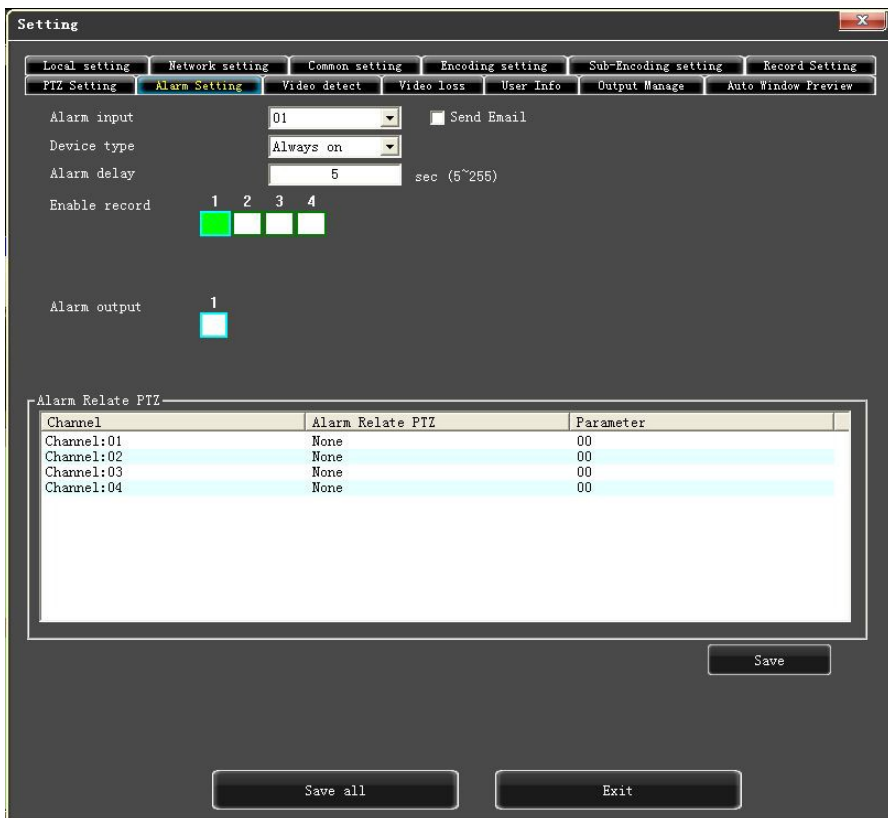 Setting
Local setting Network setting Common setting Encoding setting Sub-Encoding setting Record Setting
PTZ Setting Alarm Setting Video detect Video loss User Info Output Manage Auto Window Preview
Alarm input 01 Send Email
Device type Always on
Alarm delay 5 sec (5~255)
Enable record 1 2 3 4
Alarm output 1
Alarm Relate PTZ
Channel Alarm Relate PTZ Parameter
Channel:01 None 00
Channel:02 None 00
Channel:03 None 00
Channel:04 None 00
Save
Save all Exit